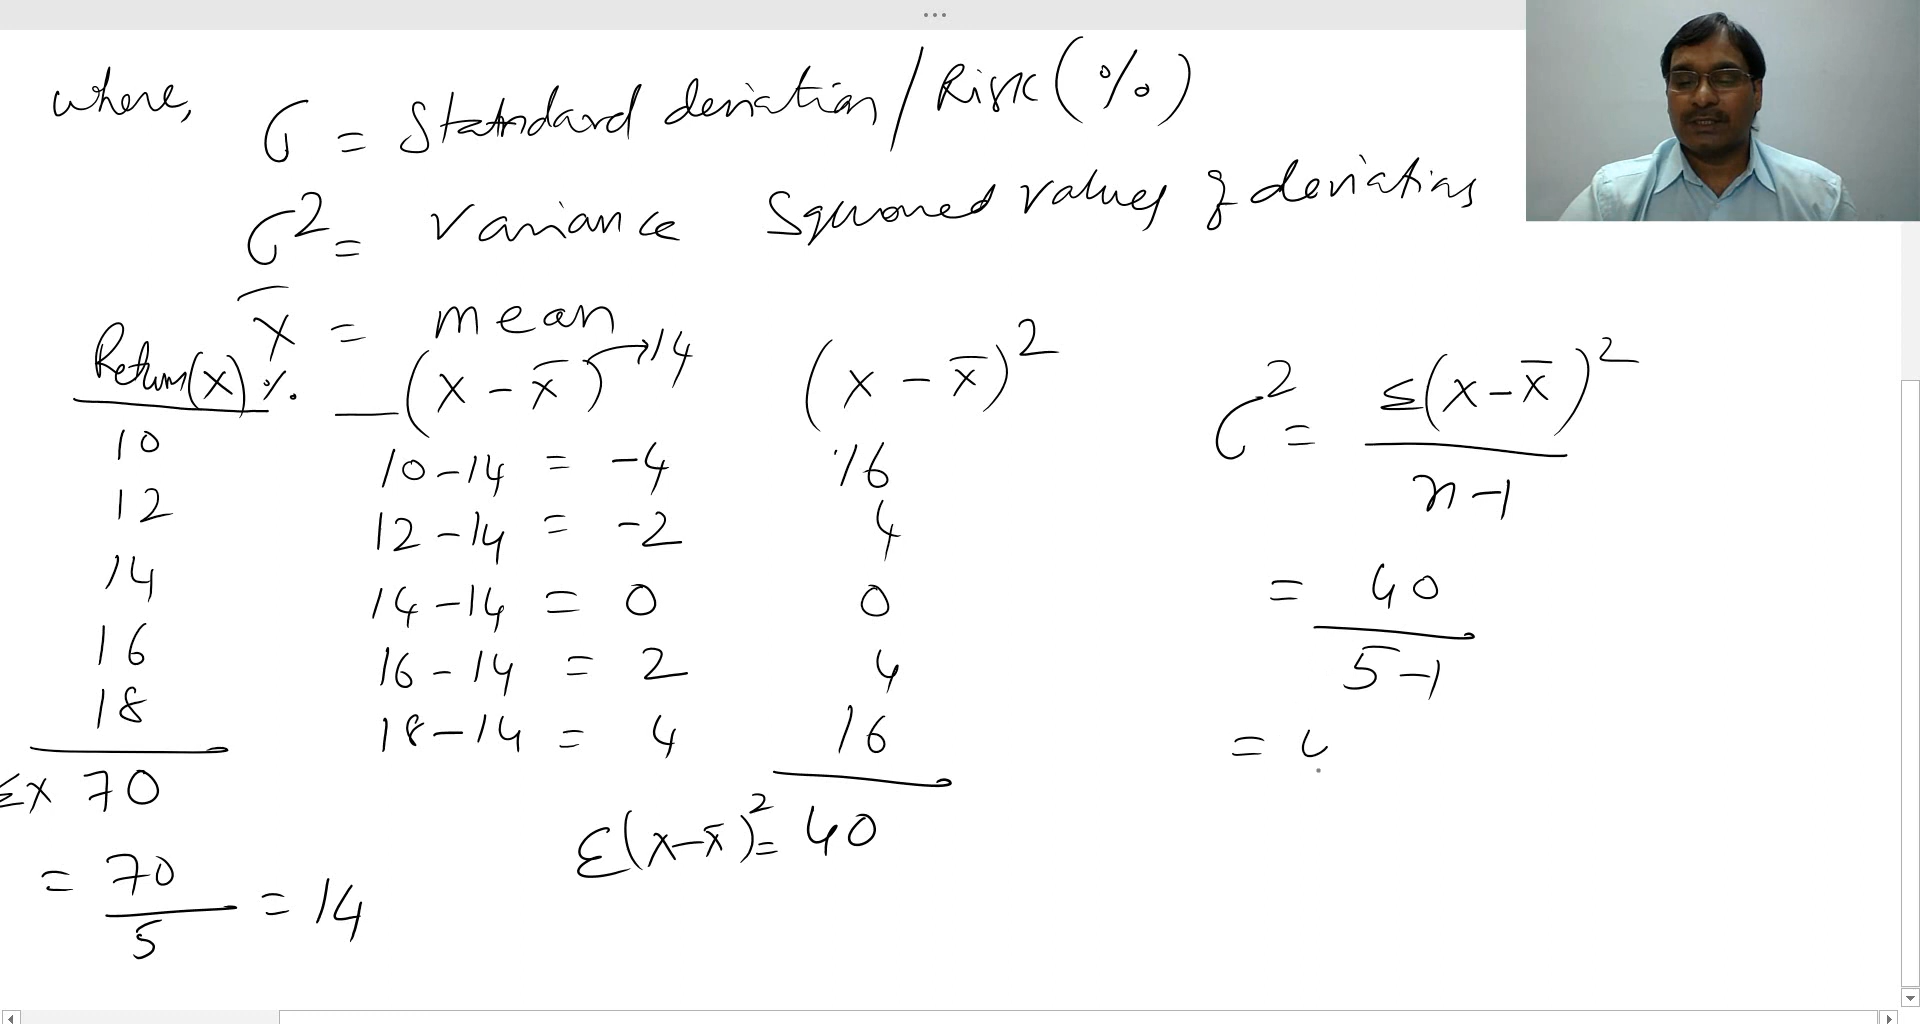 where,
σ = Standard deviation / Risk (%)
σ² = variance Squared values of deviations
x̄ = mean
Return(x) % (x - x̄) → 14 (x - x̄)²
10 10-14 = -4 16
12 12-14 = -2 4
14 14-14 = 0 0
16 16-14 = 2 4
18 18-14 = 4 16
Σx 70
Σ(x-x̄)² = 40
= 70/5 = 14
σ² = Σ(x-x̄)² / n-1
= 40 / 5-1
=